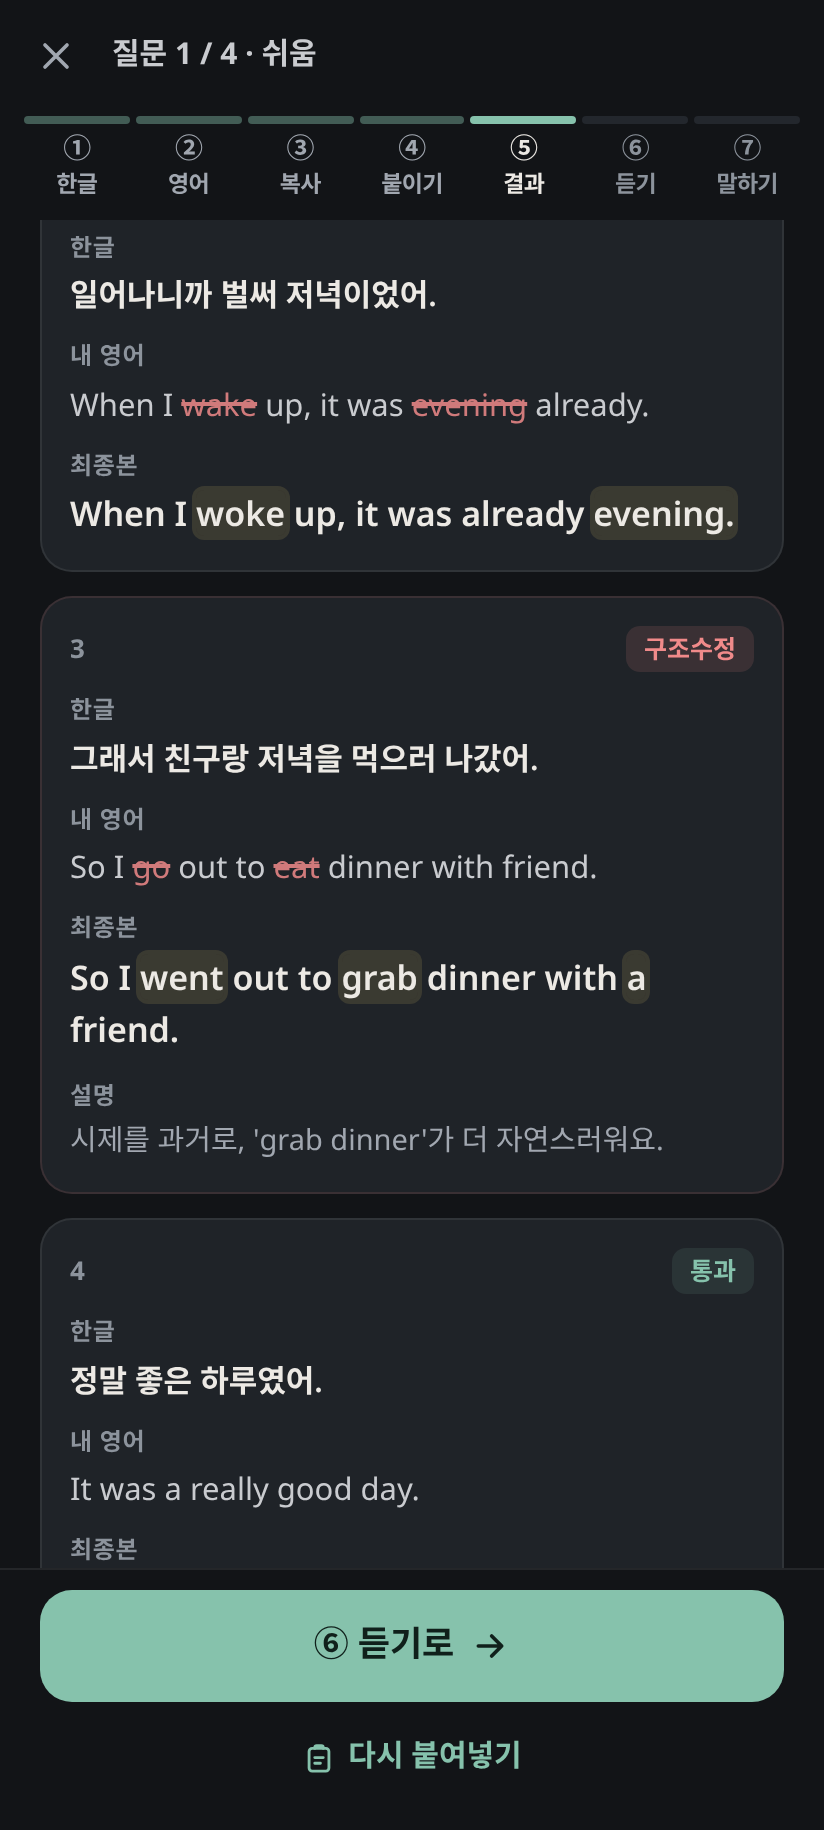 질문 1 / 4 · 쉬움
① ② ③ ④ ⑤ ⑥ ⑦
한글 영어 복사 붙이기 결과 듣기 말하기
한글
일어나니까 벌써 저녁이었어.
내 영어
When I wake up, it was evening already.
최종본
When I woke up, it was already evening.
3 구조수정
한글
그래서 친구랑 저녁을 먹으러 나갔어.
내 영어
So I go out to eat dinner with friend.
최종본
So I went out to grab dinner with a
friend.
설명
시제를 과거로, 'grab dinner'가 더 자연스러워요.
4 통과
한글
정말 좋은 하루였어.
내 영어
It was a really good day.
최종본
⑥ 듣기로 →
다시 붙여넣기